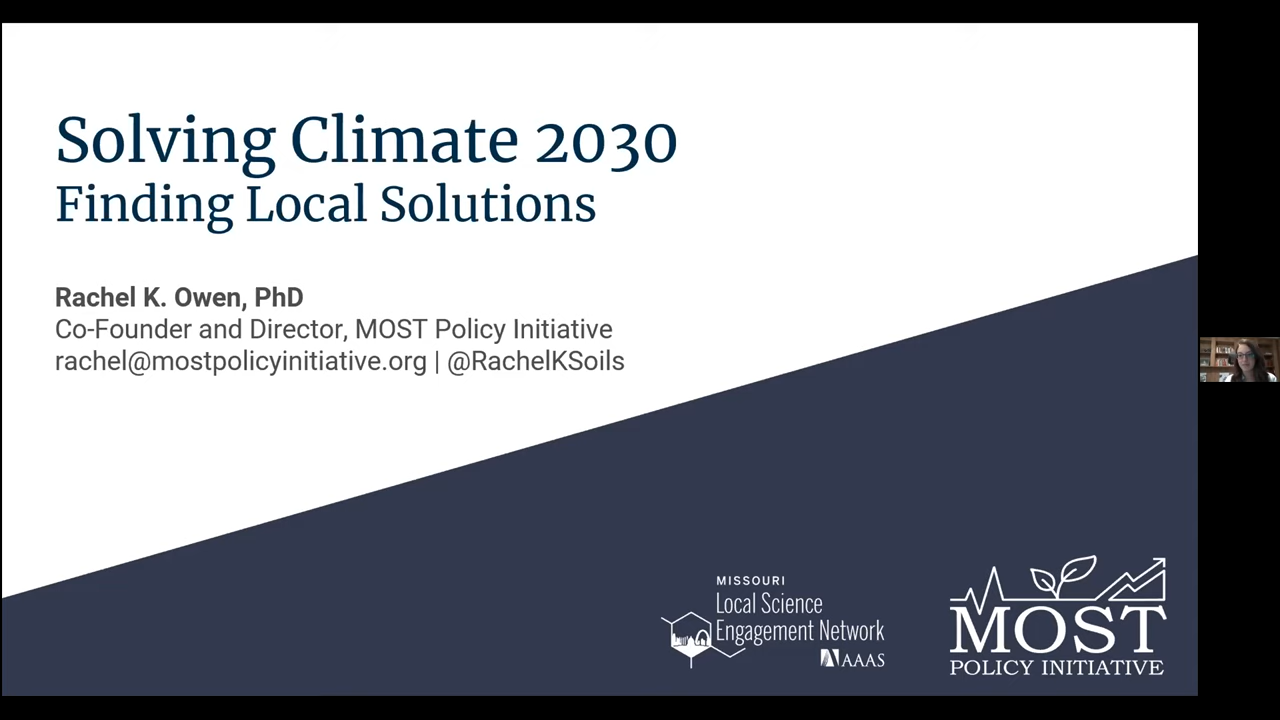 Solving Climate 2030
Finding Local Solutions
Rachel K. Owen, PhD
Co-Founder and Director, MOST Policy Initiative
rachel@mostpolicyinitiative.org | @RachelKSoils
MISSOURI
Local Science
Engagement Network
AAAS
MOST
POLICY INITIATIVE